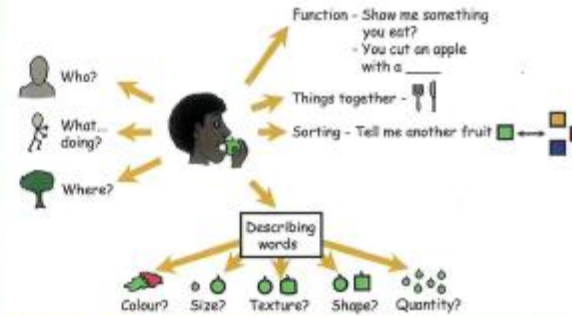 Function - Show me something
you eat?
- You cut an apple
with a ____
Who?
Things together -
What...
doing?
Sorting - Tell me another fruit
Where?
Describing
words
Colour? Size? Texture? Shape? Quantity?